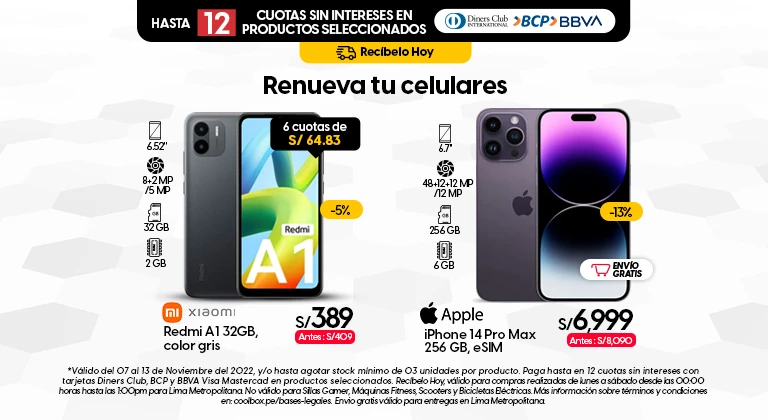 HASTA 12 CUOTAS SIN INTERESES EN
PRODUCTOS SELECCIONADOS
Diners Club
INTERNATIONAL
BCP
BBVA
Recíbelo Hoy
Renueva tu celulares
6.52"
8+2 MP
/5 MP
32 GB
2 GB
6 cuotas de
S/ 64.83
-5%
Redmi
A1
Redmi
mi xiaomi
Redmi A1 32GB,
color gris
S/389
Antes: S/409
6.7"
48+12+12 MP
/12 MP
256 GB
6 GB
-13%
ENVÍO
GRATIS
Apple
iPhone 14 Pro Max
256 GB, eSIM
S/6,999
Antes: S/8,090
*Válido del 07 al 13 de Noviembre del 2022, y/o hasta agotar stock mínimo de 03 unidades por producto. Paga hasta en 12 cuotas sin intereses con
tarjetas Diners Club, BCP y BBVA Visa Mastercad en productos seleccionados. Recíbelo Hoy, válido para compras realizadas de lunes a sábado desde las 00:00
horas hasta las 1:00pm para Lima Metropolitana. No válido para Sillas Gamer, Máquinas Fitness, Scooters y Bicicletas Eléctricas. Más información sobre términos y condiciones
en: coolbox.pe/bases-legales. Envío gratis válido para entregas en Lima Metropolitana.